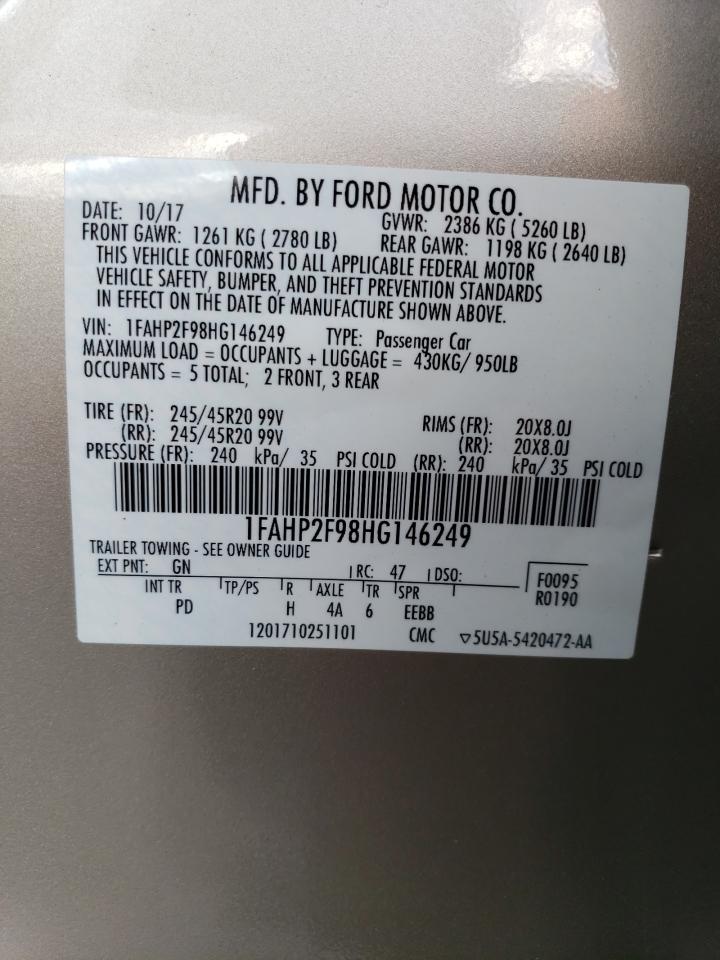 MFD. BY FORD MOTOR CO.
DATE: 10/17 GVWR: 2386 KG ( 5260 LB)
FRONT GAWR: 1261 KG ( 2780 LB) REAR GAWR: 1198 KG ( 2640 LB)
THIS VEHICLE CONFORMS TO ALL APPLICABLE FEDERAL MOTOR
VEHICLE SAFETY, BUMPER, AND THEFT PREVENTION STANDARDS
IN EFFECT ON THE DATE OF MANUFACTURE SHOWN ABOVE.
VIN: 1FAHP2F98HG146249 TYPE: Passenger Car
MAXIMUM LOAD = OCCUPANTS + LUGGAGE = 430KG/ 950LB
OCCUPANTS = 5 TOTAL; 2 FRONT, 3 REAR
TIRE (FR): 245/45R20 99V RIMS (FR): 20X8.0J
(RR): 245/45R20 99V (RR): 20X8.0J
PRESSURE (FR): 240 kPa/ 35 PSI COLD (RR): 240 kPa/ 35 PSI COLD
1FAHP2F98HG146249
TRAILER TOWING - SEE OWNER GUIDE
EXT PNT: GN RC: 47 DSO: F0095
INT TR TP/PS R AXLE TR SPR R0190
PD H 4A 6 EEBB
1201710251101 CMC ▽5U5A-5420472-AA